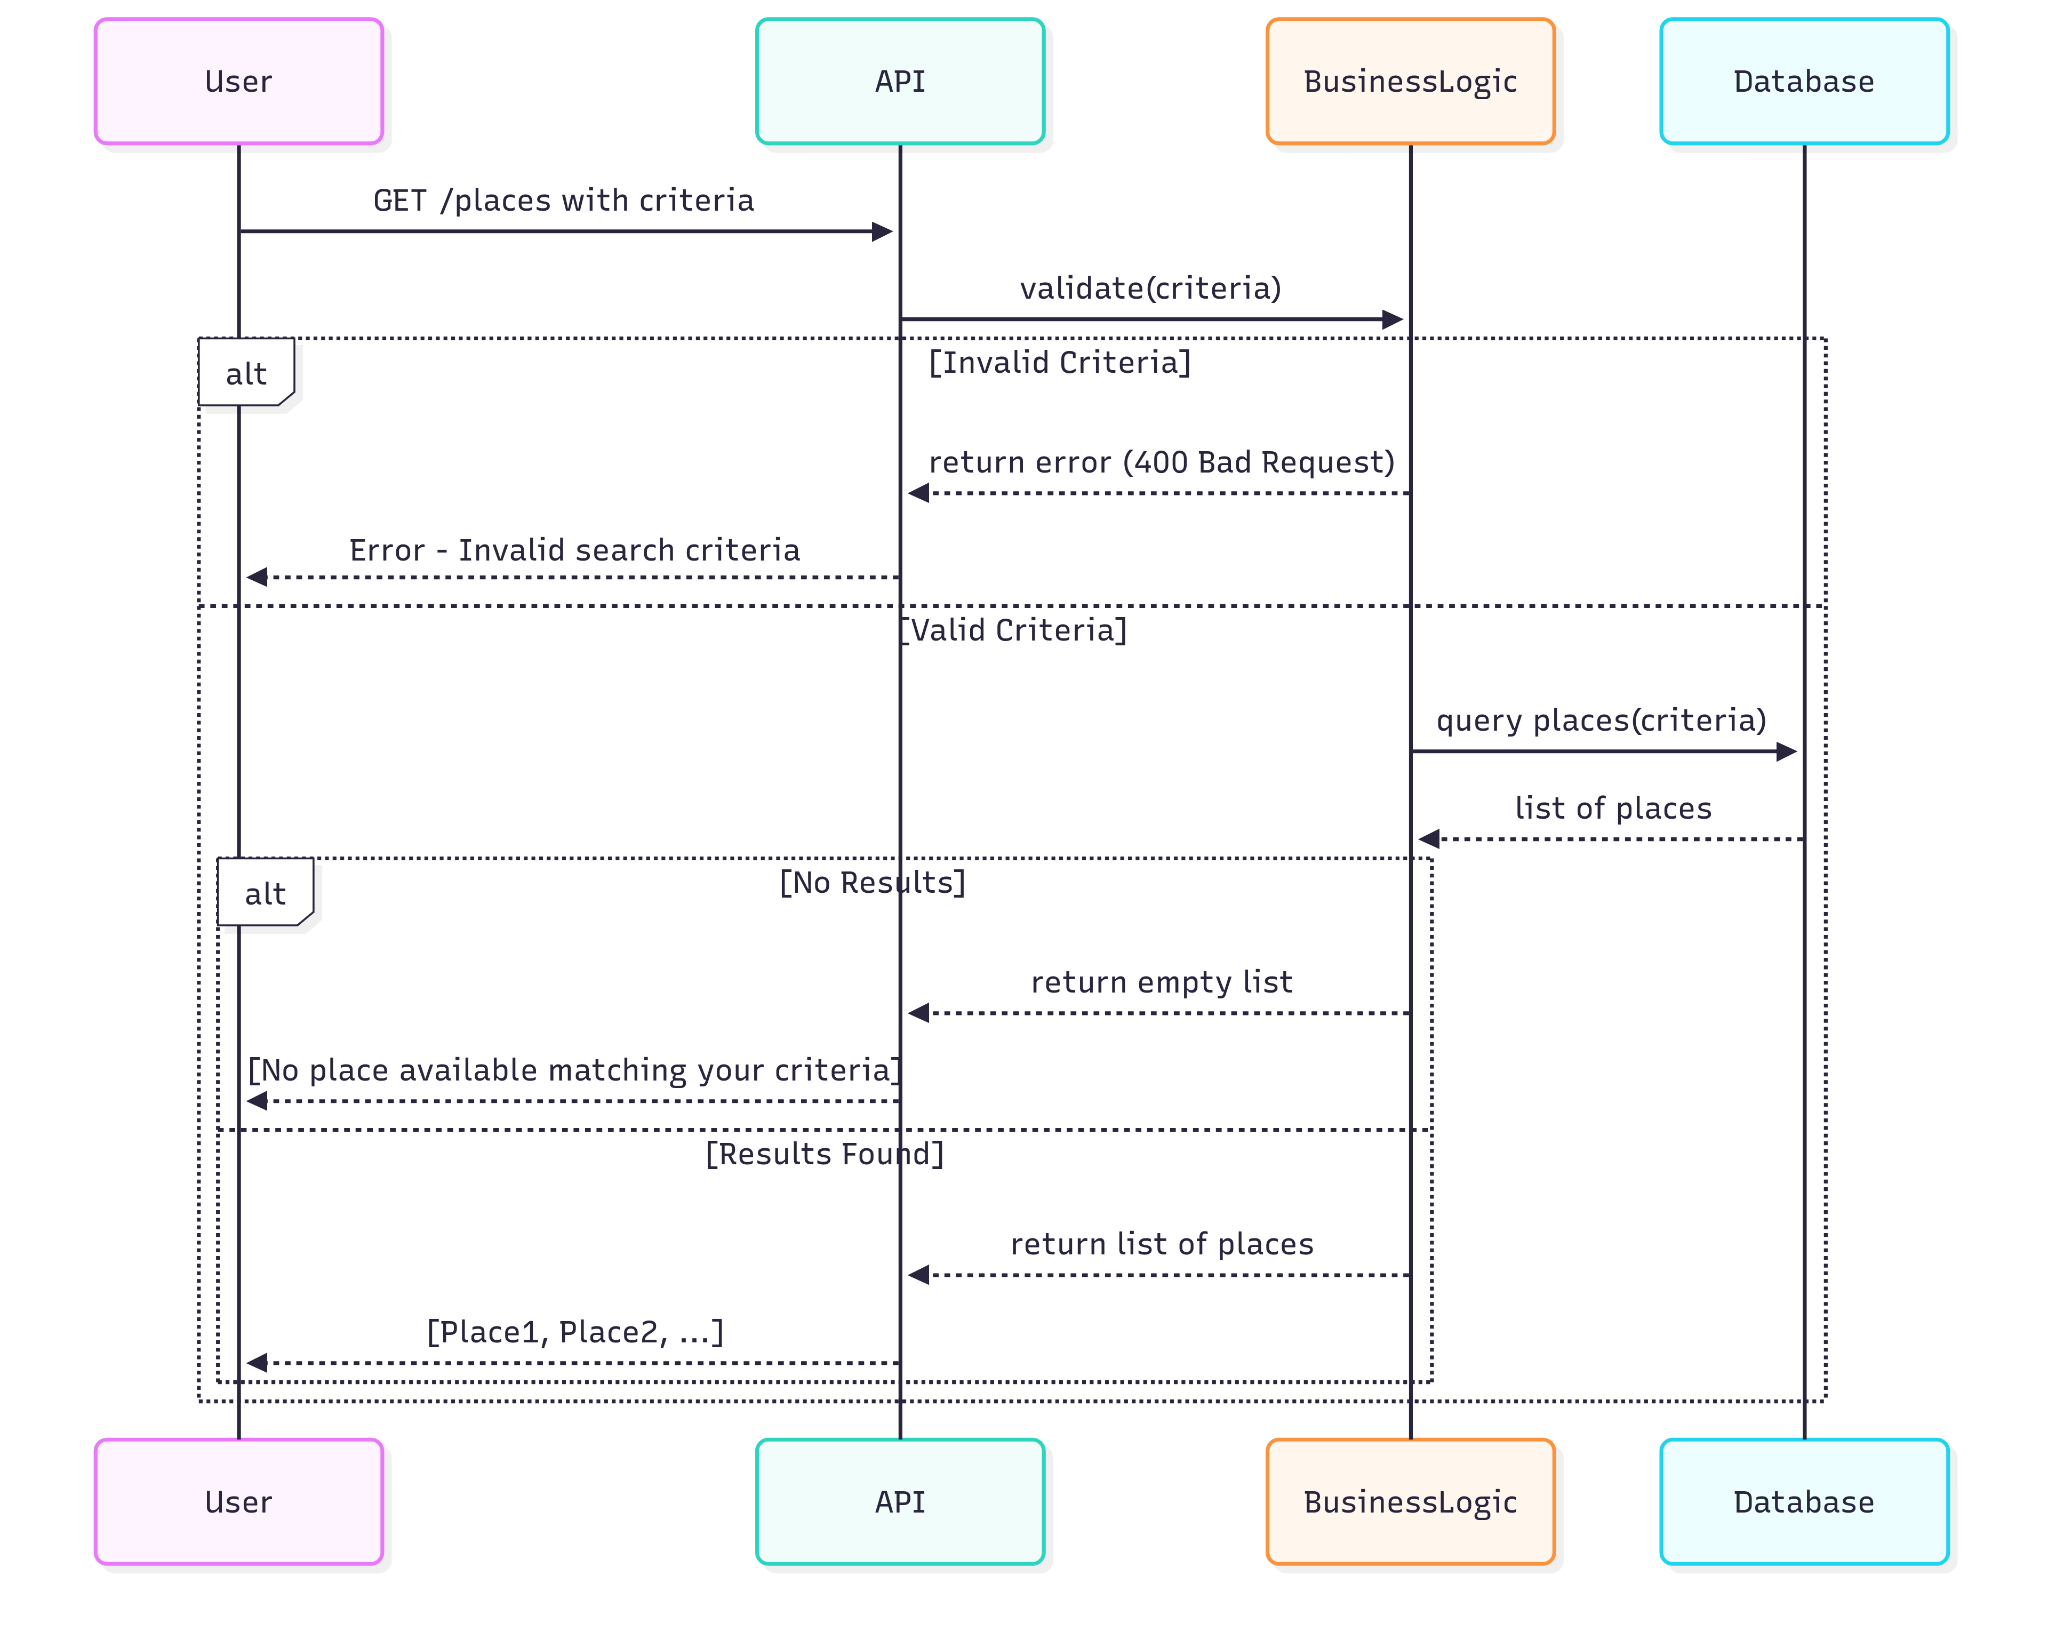 User
API
BusinessLogic
Database
GET /places with criteria
validate(criteria)
alt
[Invalid Criteria]
return error (400 Bad Request)
Error - Invalid search criteria
[Valid Criteria]
query places(criteria)
list of places
alt
[No Results]
return empty list
[No place available matching your criteria]
[Results Found]
return list of places
[Place1, Place2, ...]
User
API
BusinessLogic
Database